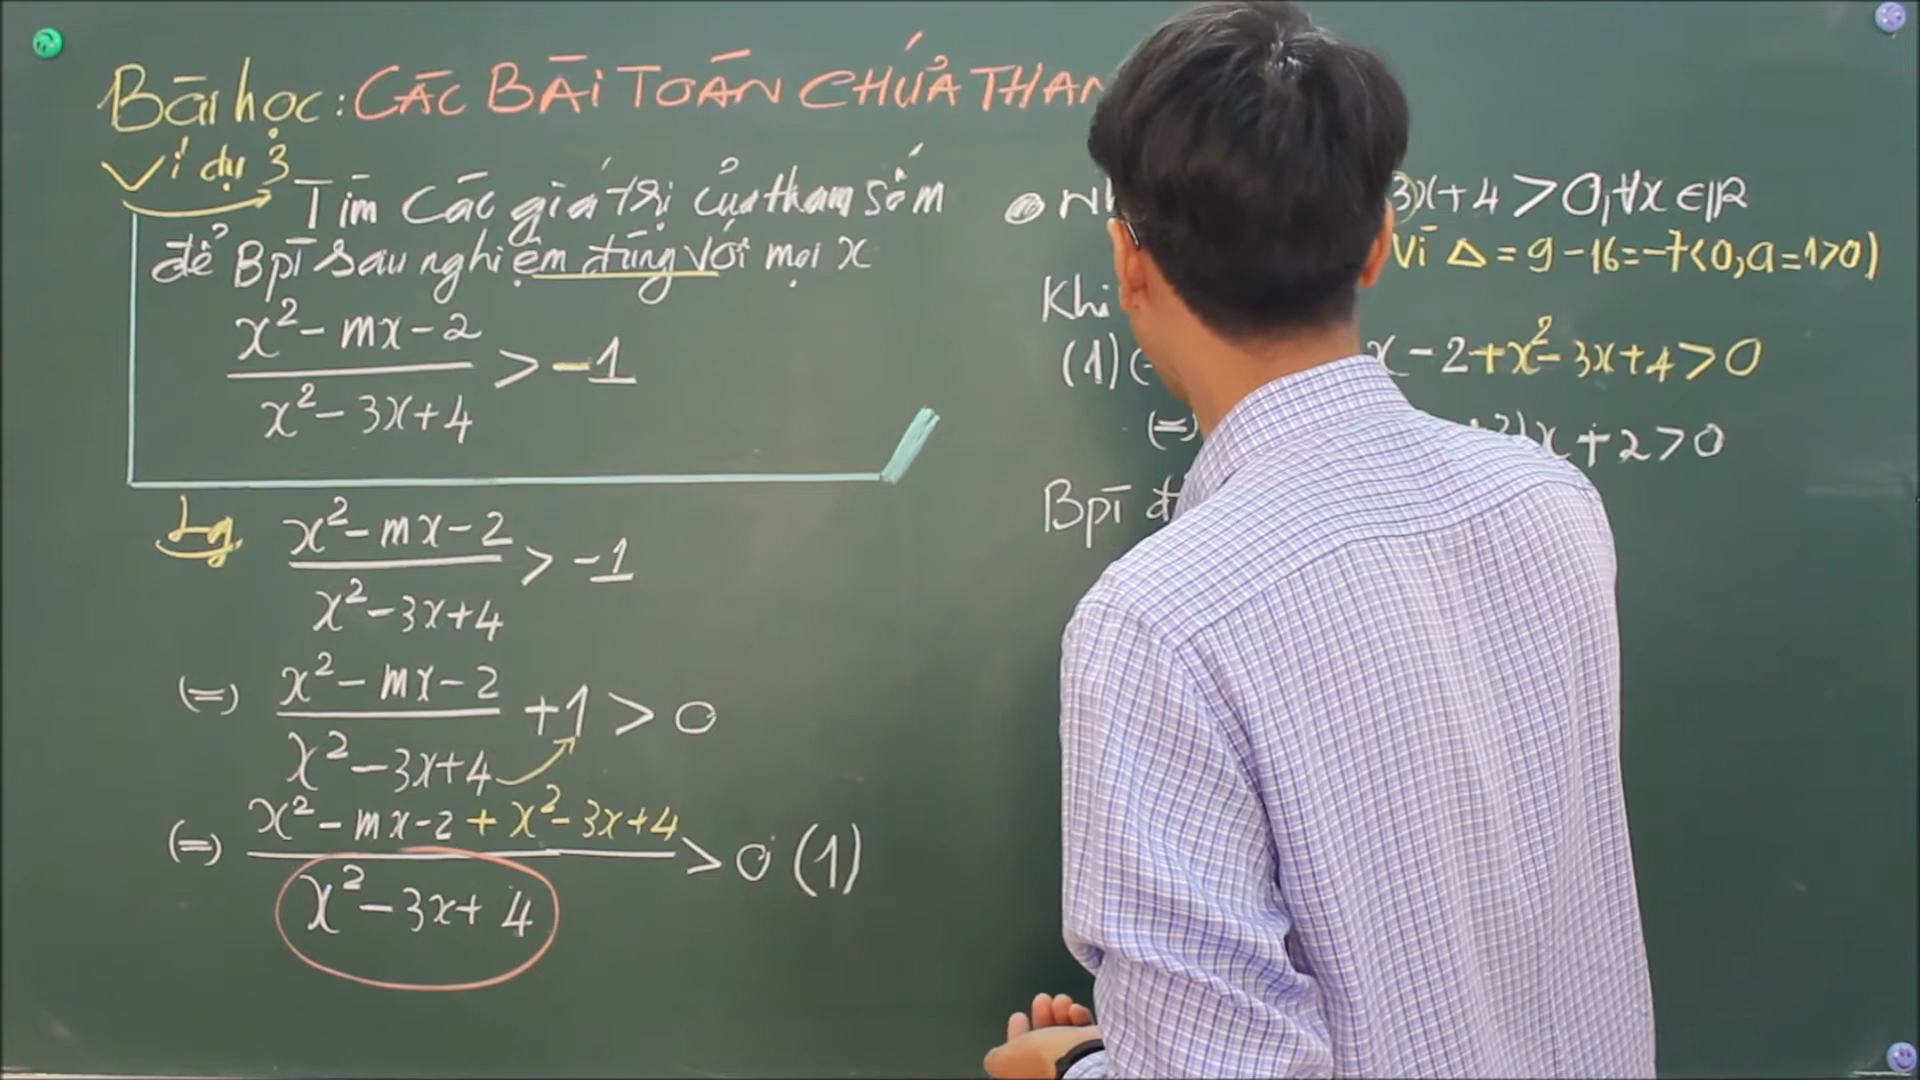 Bài học: CÁC BÀI TOÁN CHỨA THAM
Ví dụ 3 Tìm các giá trị của tham số m
để Bpt sau nghiệm đúng với mọi x
x² - mx - 2
x² - 3x + 4
> -1
Lg
x² - mx - 2
x² - 3x + 4
> -1
(=)
x² - mx - 2
x² - 3x + 4
+1 > 0
(=)
x² - mx - 2 + x² - 3x + 4
x² - 3x + 4
> 0 (1)
3x + 4 > 0, ∀x ∈ R
Vì Δ = 9 - 16 = -7 < 0, a = 1 > 0)
Khi
(1) x - 2 + x² - 3x + 4 > 0
(=) x + 2 > 0
Bpt